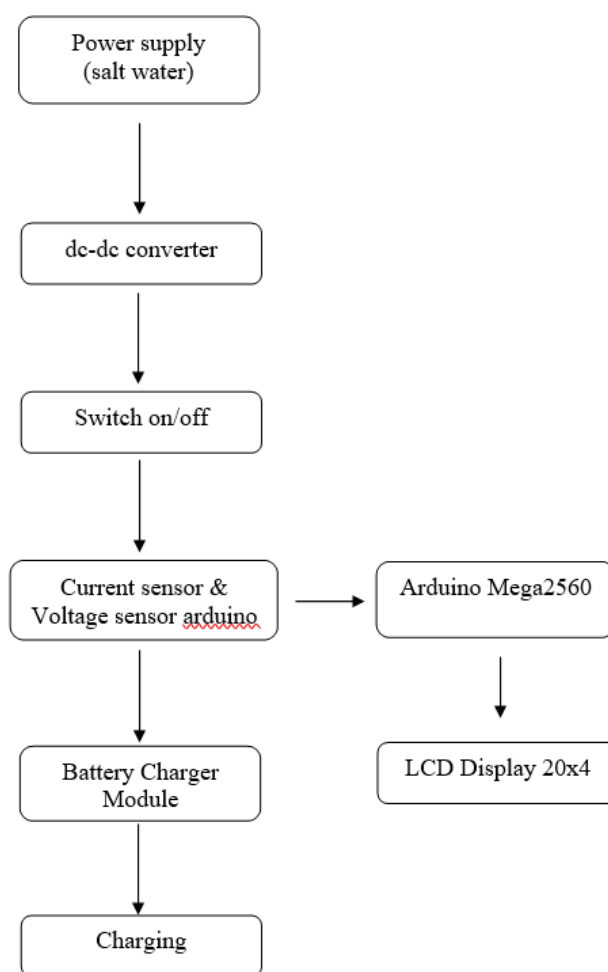 Power supply
(salt water)
dc-dc converter
Switch on/off
Current sensor &
Voltage sensor arduino
Arduino Mega2560
Battery Charger
Module
LCD Display 20x4
Charging